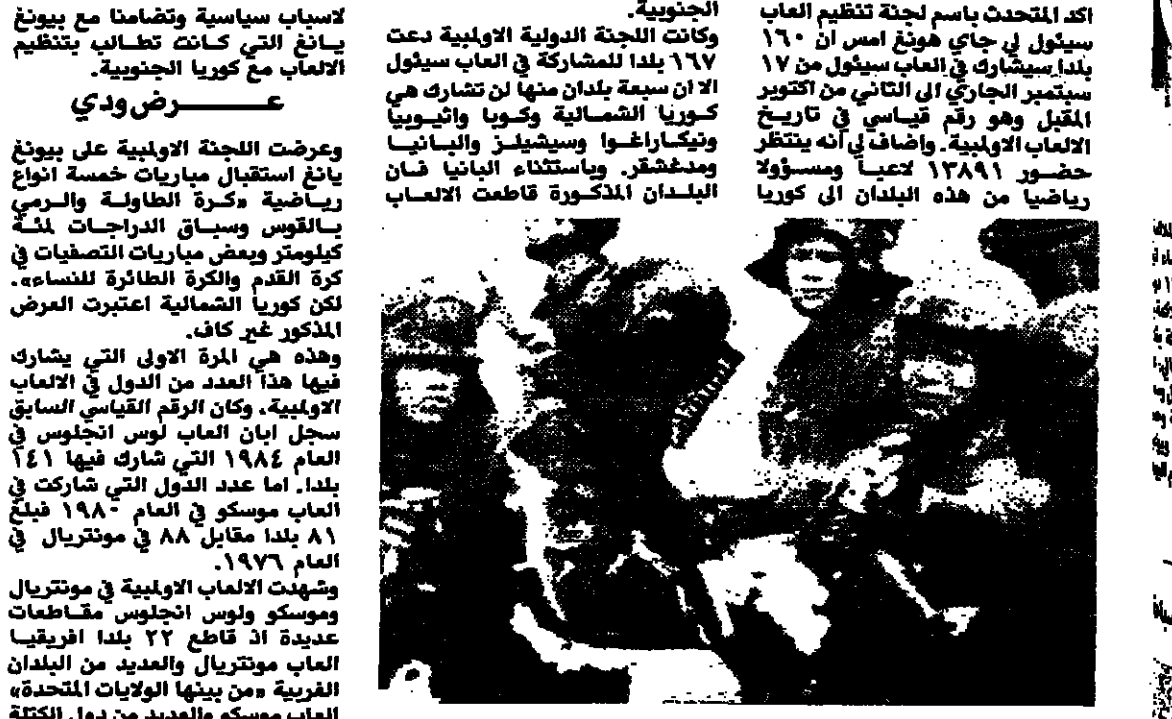 اكد المتحدث باسم لجنة تنظيم العاب
سيئول لي جاي هونغ امس ان ١٦٠
بلدا سيشارك في العاب سيئول من ١٧
سبتمبر الجاري الى الثاني من اكتوبر
المقبل وهو رقم قياسي في تاريخ
الالعاب الاولمبية. واضاف لي انه ينتظر
حضور ١٣٨٩١ لاعباً ومسؤولا
رياضيا من هذه البلدان الى كوريا
الجنوبية.
وكانت اللجنة الدولية الاولمبية دعت
١٦٧ بلدا للمشاركة في العاب سيئول
الا ان سبعة بلدان منها لن تشارك هي
كوريا الشمالية وكوبا واثيوبيا
ونيكاراغوا وسيشيلز والبانيا
ومدغشقر. وباستثناء البانيا فان
البلدان المذكورة قاطعت الالعاب
لاسباب سياسية وتضامنا مع بيونغ
يانغ التي كانت تطالب بتنظيم
الالعاب مع كوريا الجنوبية.
عرض ودي
وعرضت اللجنة الاولمبية على بيونغ
يانغ استقبال مباريات خمسة انواع
رياضية «كرة الطاولة والرمي
بالقوس وسباق الدراجات لمئة
كيلومتر وبعض مباريات التصفيات في
كرة القدم والكرة الطائرة للنساء».
لكن كوريا الشمالية اعتبرت العرض
المذكور غير كاف.
وهذه هي المرة الاولى التي يشارك
فيها هذا العدد من الدول في الالعاب
الاولمبية، وكان الرقم القياسي السابق
سجل ابان العاب لوس انجلوس في
العام ١٩٨٤ التي شارك فيها ١٤١
بلدا. اما عدد الدول التي شاركت في
العاب موسكو في العام ١٩٨٠ فبلغ
٨١ بلدا مقابل ٨٨ في مونتريال في
العام ١٩٧٦.
وشهدت الالعاب الاولمبية في مونتريال
وموسكو ولوس انجلوس مقاطعات
عديدة اذ قاطع ٢٢ بلدا افريقيا
العاب مونتريال والعديد من البلدان
الغربية «من بينها الولايات المتحدة»
العاب موسكو والعديد من دول الكتلة